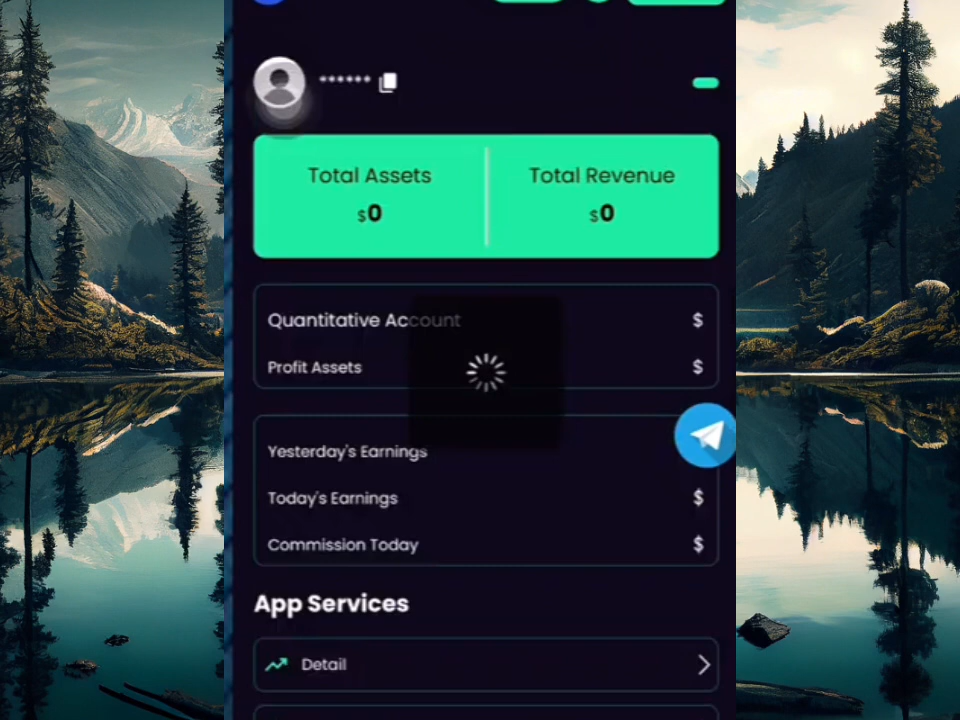 ******
Total Assets
Total Revenue
$0
$0
Quantitative Account
$
Profit Assets
$
Yesterday's Earnings
Today's Earnings
$
Commission Today
$
App Services
Detail